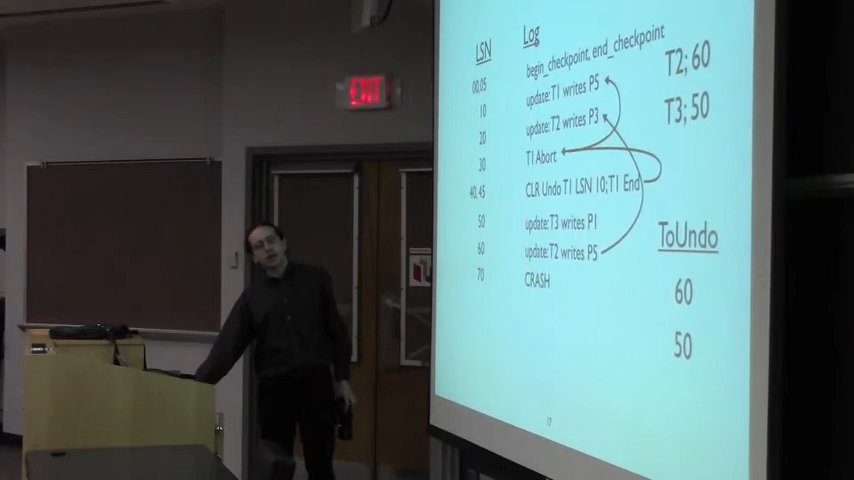 EXIT
LSN Log
00,05 begin_checkpoint, end_checkpoint
10 update: T1 writes P5
20 update: T2 writes P3
30 T1 Abort
40, 45 CLR Undo T1 LSN 10; T1 End
50 update: T3 writes P1
60 update: T2 writes P5
70 CRASH
T2; 60
T3; 50
ToUndo
60
50
17